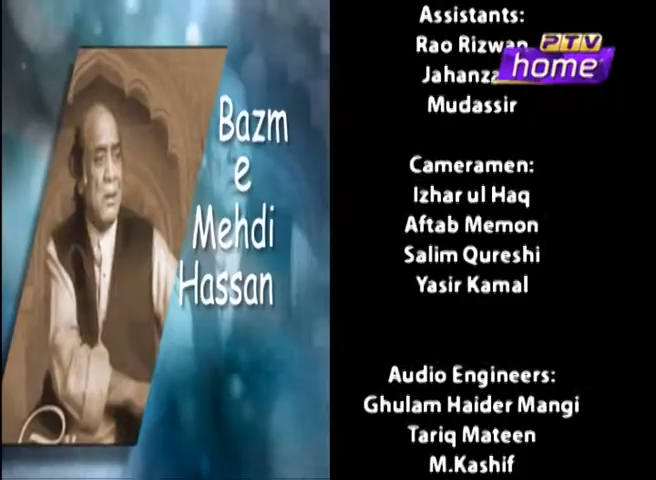 Bazm
e
Mehdi
Hassan
Assistants:
Rao Rizwan
PTV
home
Mudassir
Cameramen:
Izhar ul Haq
Aftab Memon
Salim Qureshi
Yasir Kamal
Audio Engineers:
Ghulam Haider Mangi
Tariq Mateen
M.Kashif